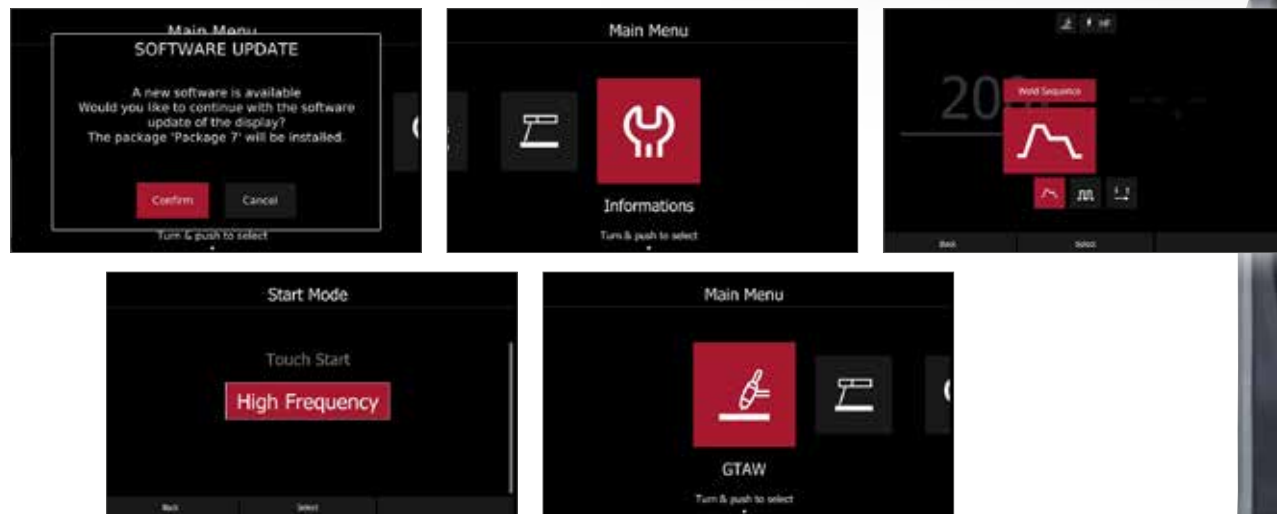 Main Menu
SOFTWARE UPDATE
A new software is available
Would you like to continue with the software
update of the display?
The package 'Package 7' will be installed.
Confirm
Cancel
Turn & push to select
Main Menu
Informations
Turn & push to select
HF
Weld Sequence
Back
Select
Start Mode
Touch Start
High Frequency
Back
Select
Main Menu
GTAW
Turn & push to select